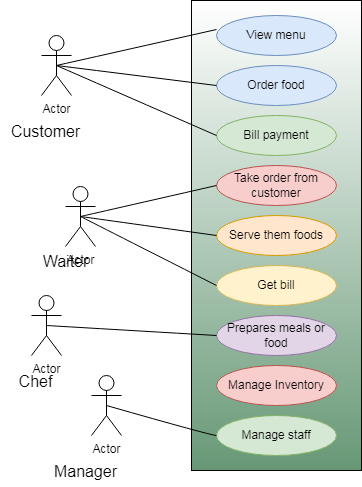 View menu
Order food
Actor
Customer
Bill payment
Take order from
customer
Serve them foods
Actor
Waiter
Get bill
Prepares meals or
food
Actor
Chef
Manage Inventory
Manage staff
Actor
Manager